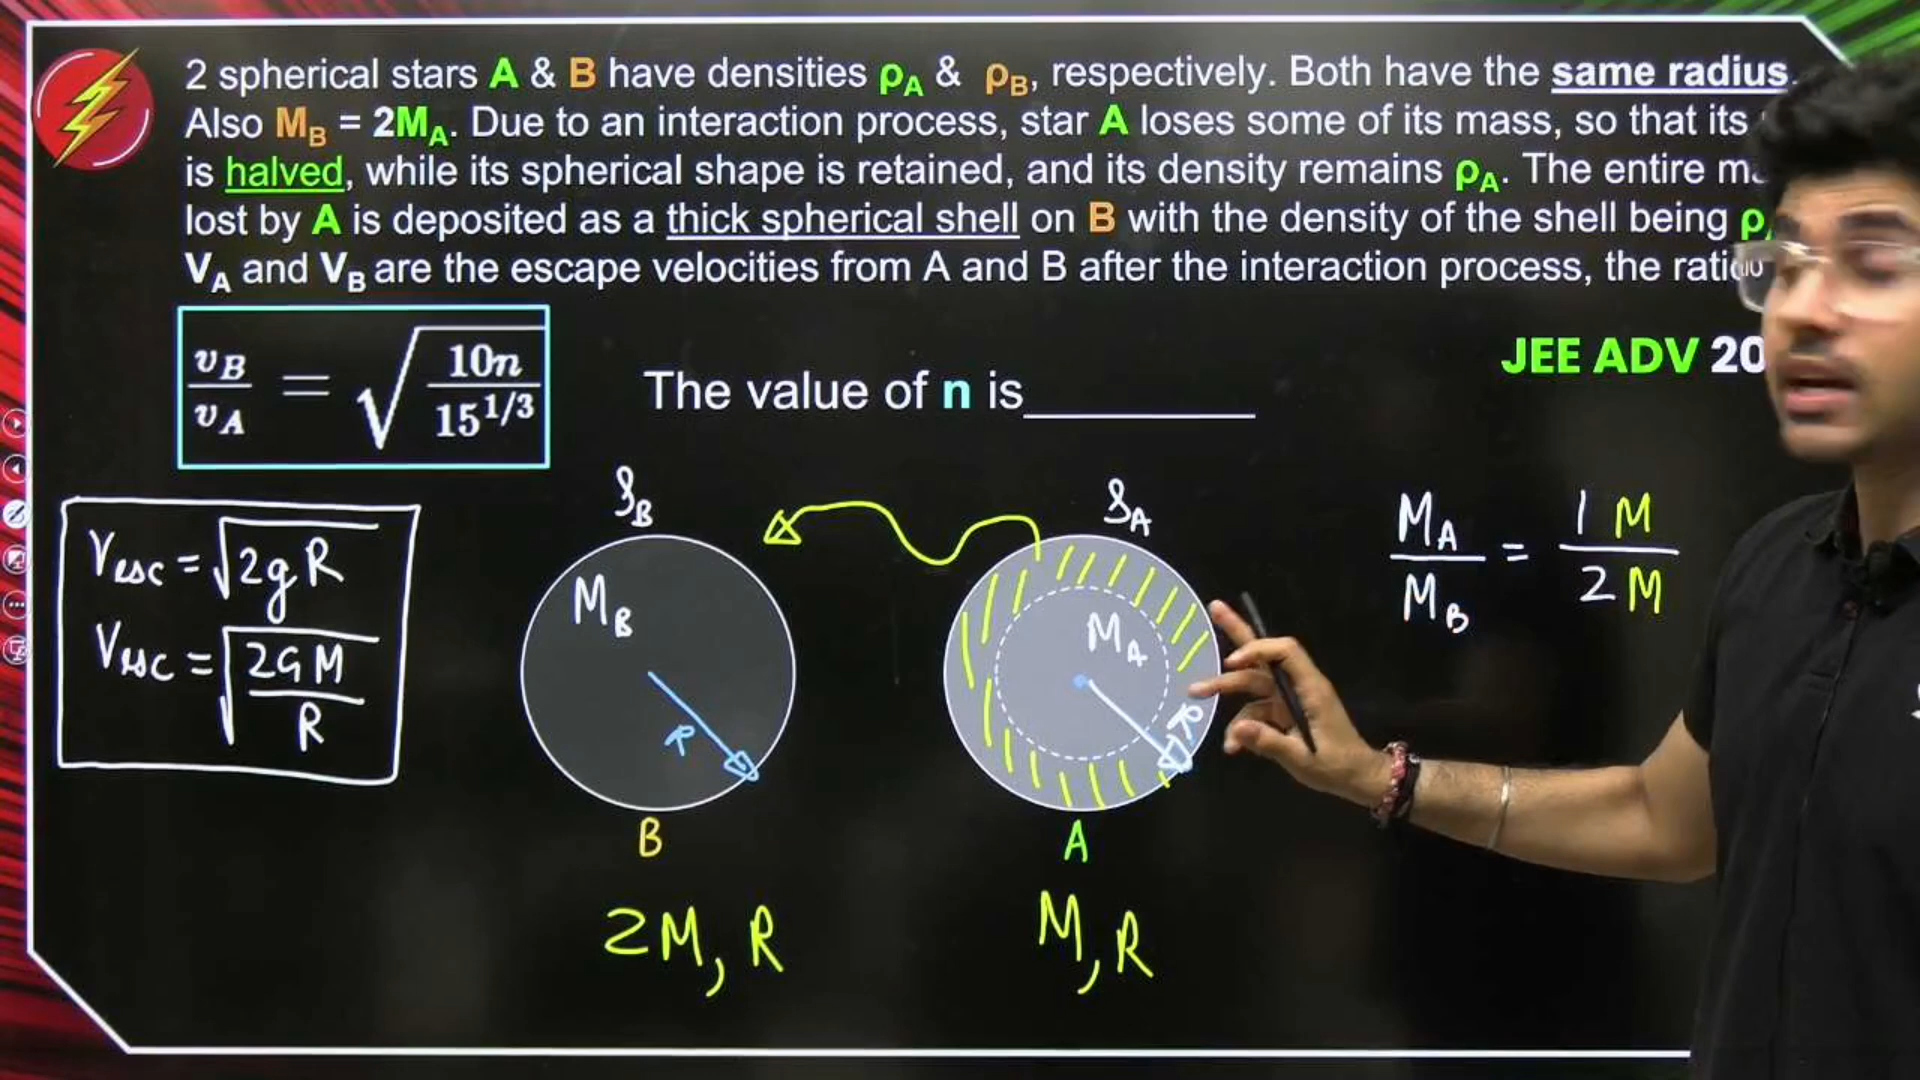 2 spherical stars A & B have densities ρA & ρB, respectively. Both have the same radius.
Also MB = 2MA. Due to an interaction process, star A loses some of its mass, so that its
is halved, while its spherical shape is retained, and its density remains ρA. The entire
lost by A is deposited as a thick spherical shell on B with the density of the shell being ρ
VA and VB are the escape velocities from A and B after the interaction process, the ratio
vB/vA = √(10n/15^1/3)
The value of n is__________
JEE ADV 20
Vesc = √2gR
Vesc = √(2GM/R)
ρB
MB
R
B
2M, R
ρA
MA
R
A
M, R
MA/MB = 1M/2M